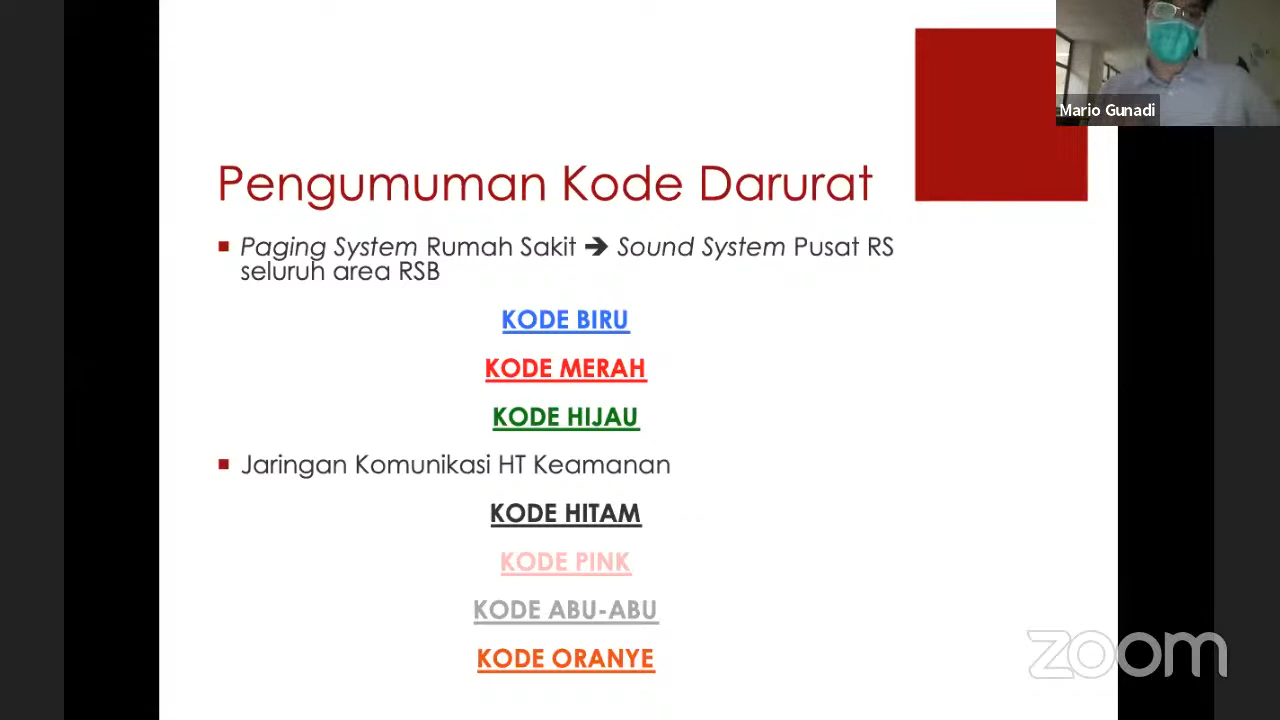 Mario Gunadi
Pengumuman Kode Darurat
Paging System Rumah Sakit ➔ Sound System Pusat RS
seluruh area RSB
KODE BIRU
KODE MERAH
KODE HIJAU
Jaringan Komunikasi HT Keamanan
KODE HITAM
KODE PINK
KODE ABU-ABU
KODE ORANYE
zoom